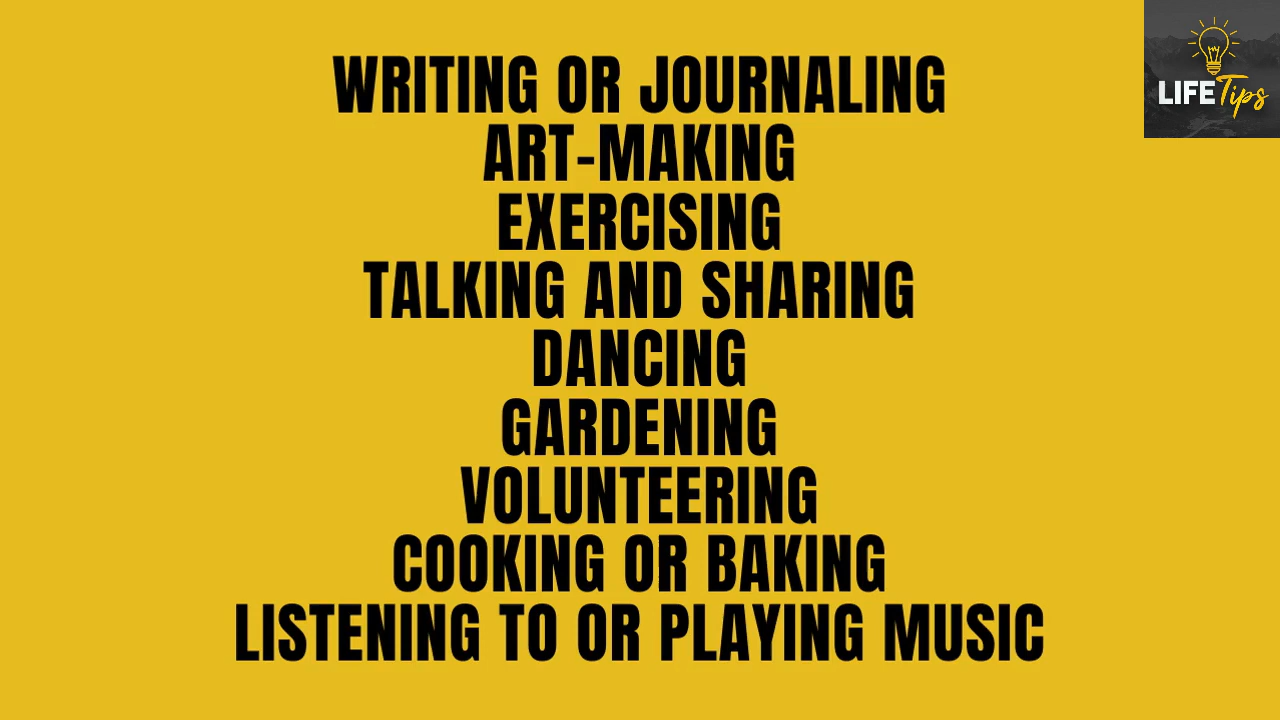 WRITING OR JOURNALING
ART-MAKING
EXERCISING
TALKING AND SHARING
DANCING
GARDENING
VOLUNTEERING
COOKING OR BAKING
LISTENING TO OR PLAYING MUSIC
LIFE Tips